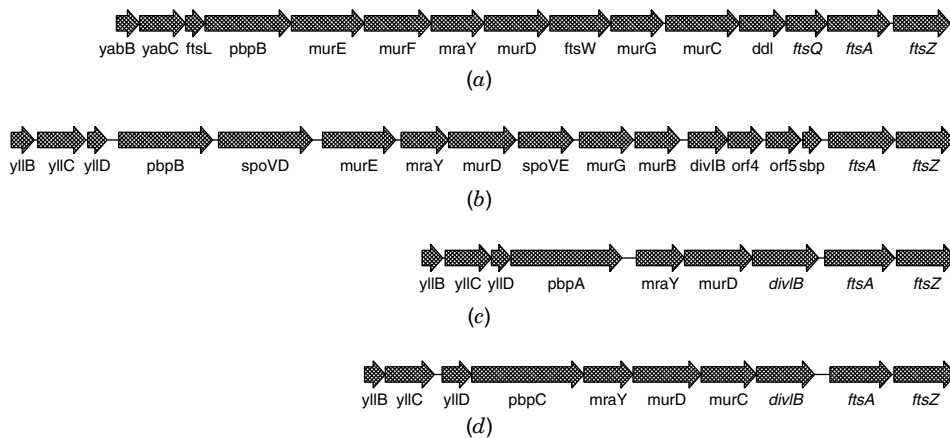 yabB yabC ftsL pbpB murE murF mraY murD ftsW murG murC ddl ftsQ ftsA ftsZ
(a)
yllB yllC yllD pbpB spoVD murE mraY murD spoVE murG murB divIB orf4 orf5 sbp ftsA ftsZ
(b)
yllB yllC yllD pbpA mraY murD divIB ftsA ftsZ
(c)
yllB yllC yllD pbpC mraY murD murC divIB ftsA ftsZ
(d)